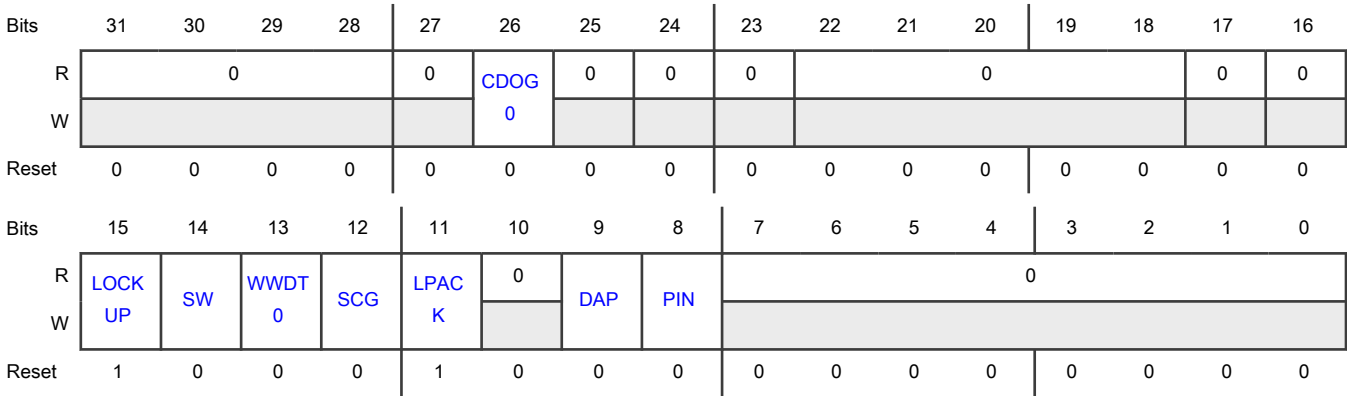 Bits 31 30 29 28 27 26 25 24 23 22 21 20 19 18 17 16
R 0 0 CDOG 0 0 0 0 0 0
W 0
Reset 0 0 0 0 0 0 0 0 0 0 0 0 0 0 0 0
Bits 15 14 13 12 11 10 9 8 7 6 5 4 3 2 1 0
R LOCK SW WWDT SCG LPAC 0 DAP PIN 0
W UP 0 K
Reset 1 0 0 0 1 0 0 0 0 0 0 0 0 0 0 0